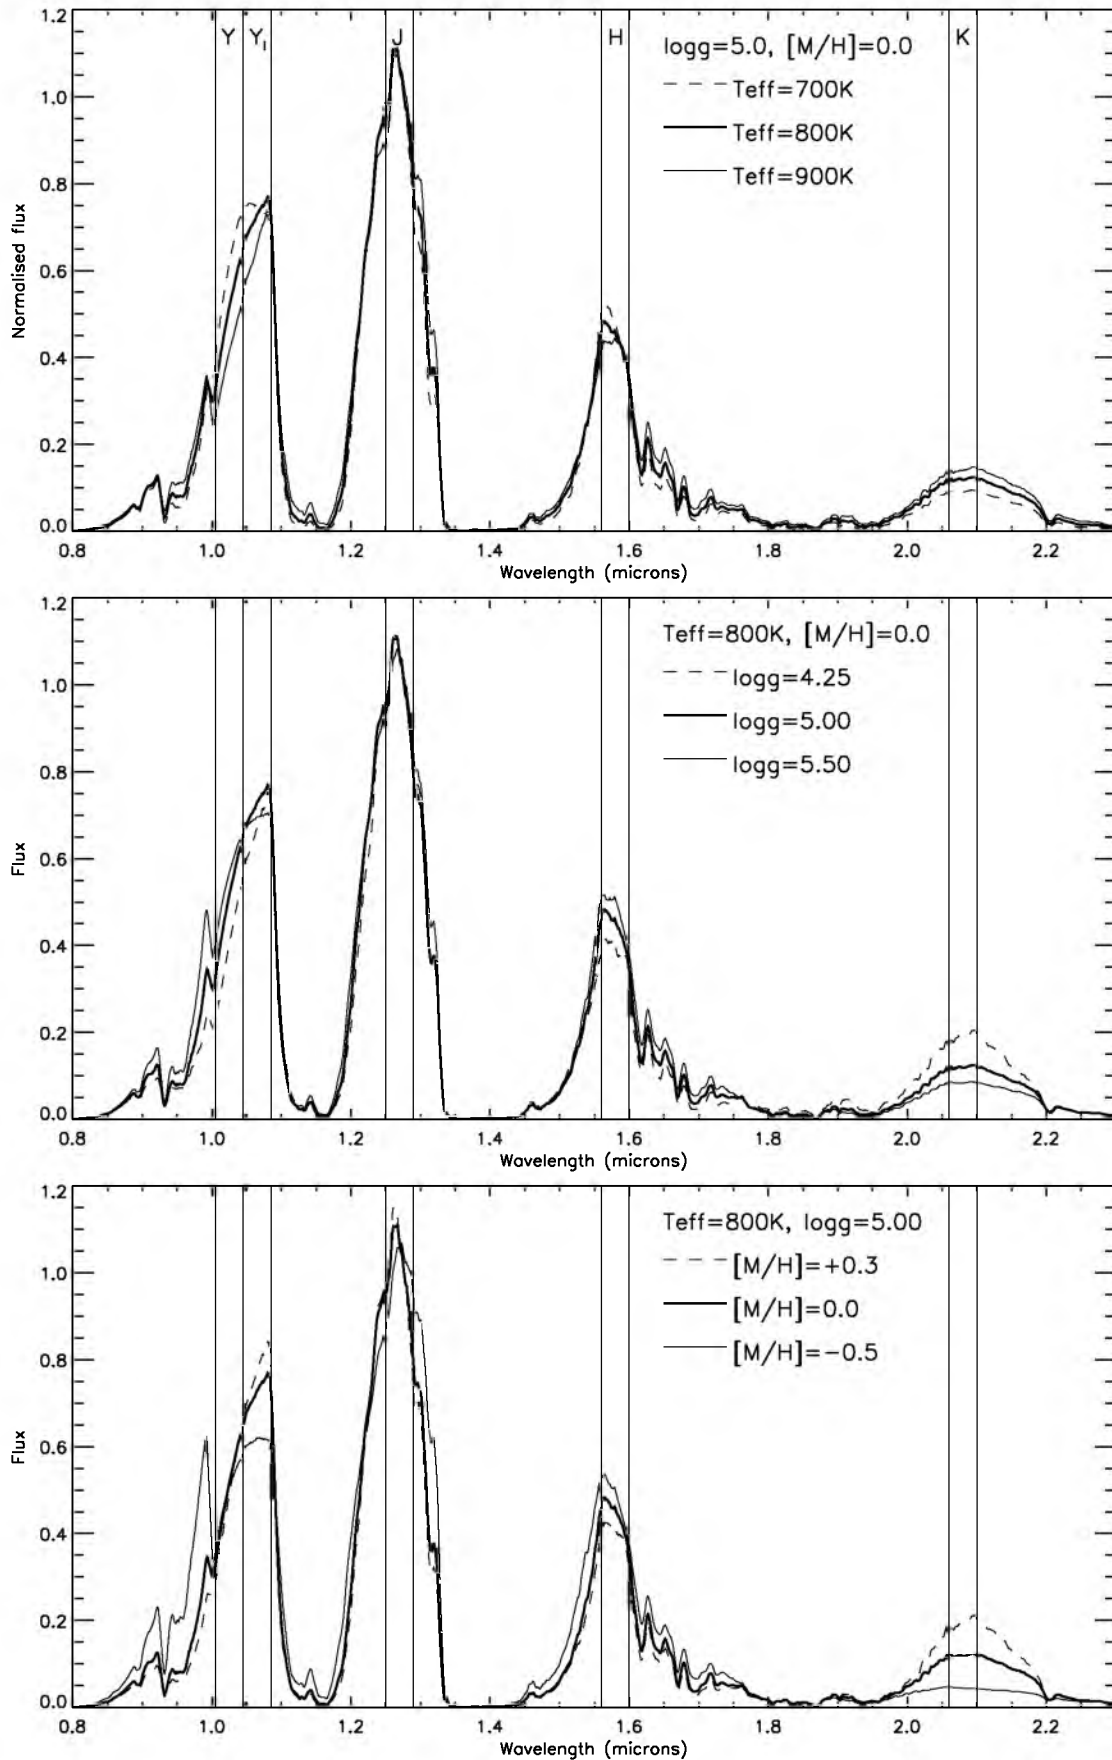 Y Y₁ J H K
logg=5.0, [M/H]=0.0
Teff=700K
Teff=800K
Teff=900K
1.2
1.0
0.8
0.6
0.4
0.2
0.0
Normalised flux
0.8 1.0 1.2 1.4 1.6 1.8 2.0 2.2
Wavelength (microns)
Teff=800K, [M/H]=0.0
logg=4.25
logg=5.00
logg=5.50
1.2
1.0
0.8
0.6
0.4
0.2
0.0
Flux
0.8 1.0 1.2 1.4 1.6 1.8 2.0 2.2
Wavelength (microns)
Teff=800K, logg=5.00
[M/H]=+0.3
[M/H]=0.0
[M/H]=−0.5
1.2
1.0
0.8
0.6
0.4
0.2
0.0
Flux
0.8 1.0 1.2 1.4 1.6 1.8 2.0 2.2
Wavelength (microns)